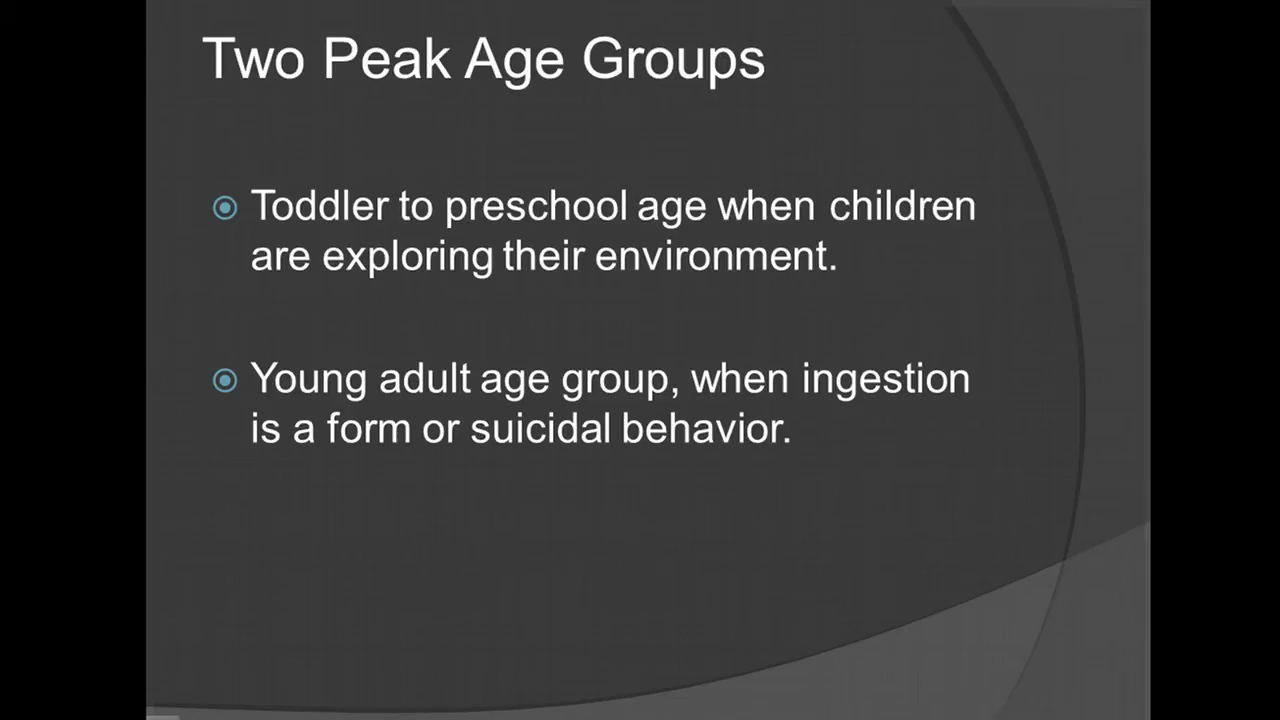 Two Peak Age Groups
Toddler to preschool age when children
are exploring their environment.
Young adult age group, when ingestion
is a form or suicidal behavior.